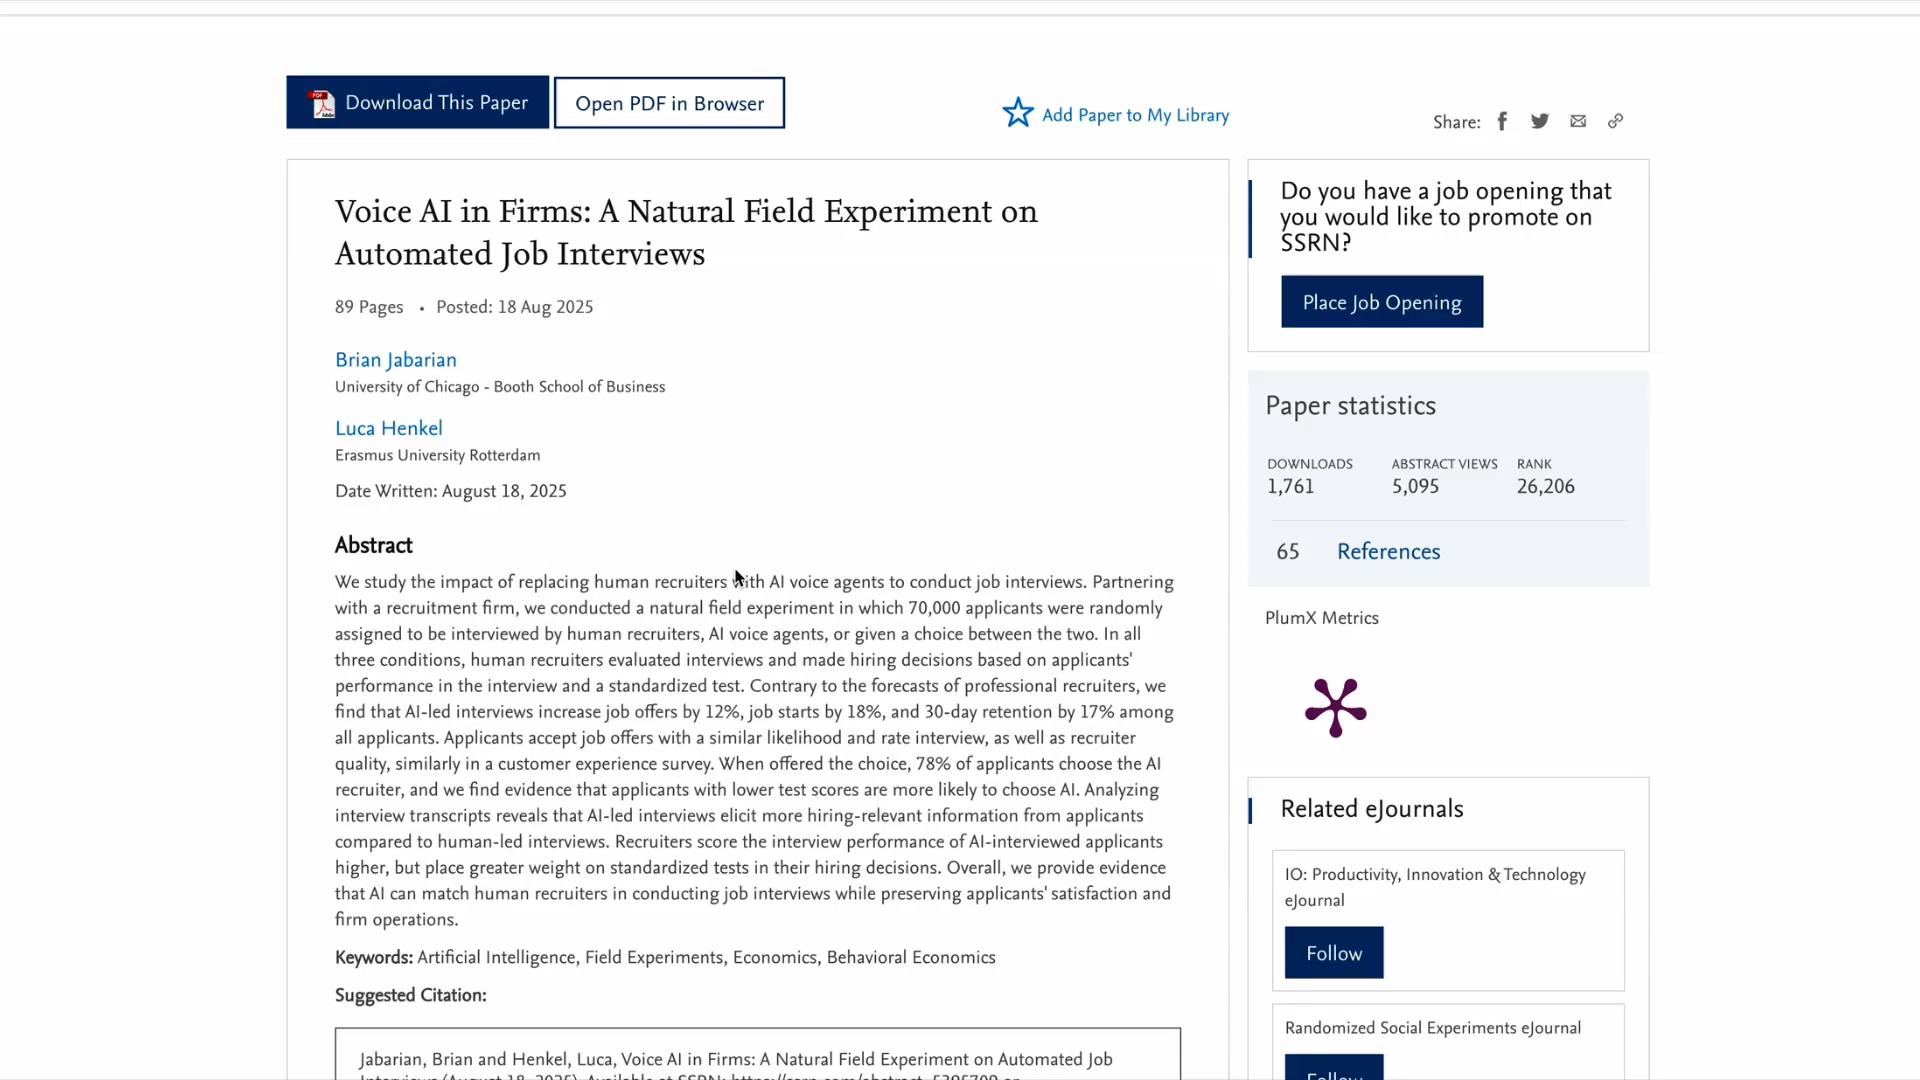 Download This Paper
Open PDF in Browser
Add Paper to My Library
Share:
Voice AI in Firms: A Natural Field Experiment on
Automated Job Interviews
89 Pages • Posted: 18 Aug 2025
Brian Jabarian
University of Chicago - Booth School of Business
Luca Henkel
Erasmus University Rotterdam
Date Written: August 18, 2025
Abstract
We study the impact of replacing human recruiters with AI voice agents to conduct job interviews. Partnering
with a recruitment firm, we conducted a natural field experiment in which 70,000 applicants were randomly
assigned to be interviewed by human recruiters, AI voice agents, or given a choice between the two. In all
three conditions, human recruiters evaluated interviews and made hiring decisions based on applicants'
performance in the interview and a standardized test. Contrary to the forecasts of professional recruiters, we
find that AI-led interviews increase job offers by 12%, job starts by 18%, and 30-day retention by 17% among
all applicants. Applicants accept job offers with a similar likelihood and rate interview, as well as recruiter
quality, similarly in a customer experience survey. When offered the choice, 78% of applicants choose the AI
recruiter, and we find evidence that applicants with lower test scores are more likely to choose AI. Analyzing
interview transcripts reveals that AI-led interviews elicit more hiring-relevant information from applicants
compared to human-led interviews. Recruiters score the interview performance of AI-interviewed applicants
higher, but place greater weight on standardized tests in their hiring decisions. Overall, we provide evidence
that AI can match human recruiters in conducting job interviews while preserving applicants' satisfaction and
firm operations.
Keywords: Artificial Intelligence, Field Experiments, Economics, Behavioral Economics
Suggested Citation:
Jabarian, Brian and Henkel, Luca, Voice AI in Firms: A Natural Field Experiment on Automated Job
Do you have a job opening that
you would like to promote on
SSRN?
Place Job Opening
Paper statistics
DOWNLOADS ABSTRACT VIEWS RANK
1,761 5,095 26,206
65 References
PlumX Metrics
Related eJournals
IO: Productivity, Innovation & Technology
eJournal
Follow
Randomized Social Experiments eJournal
Follow